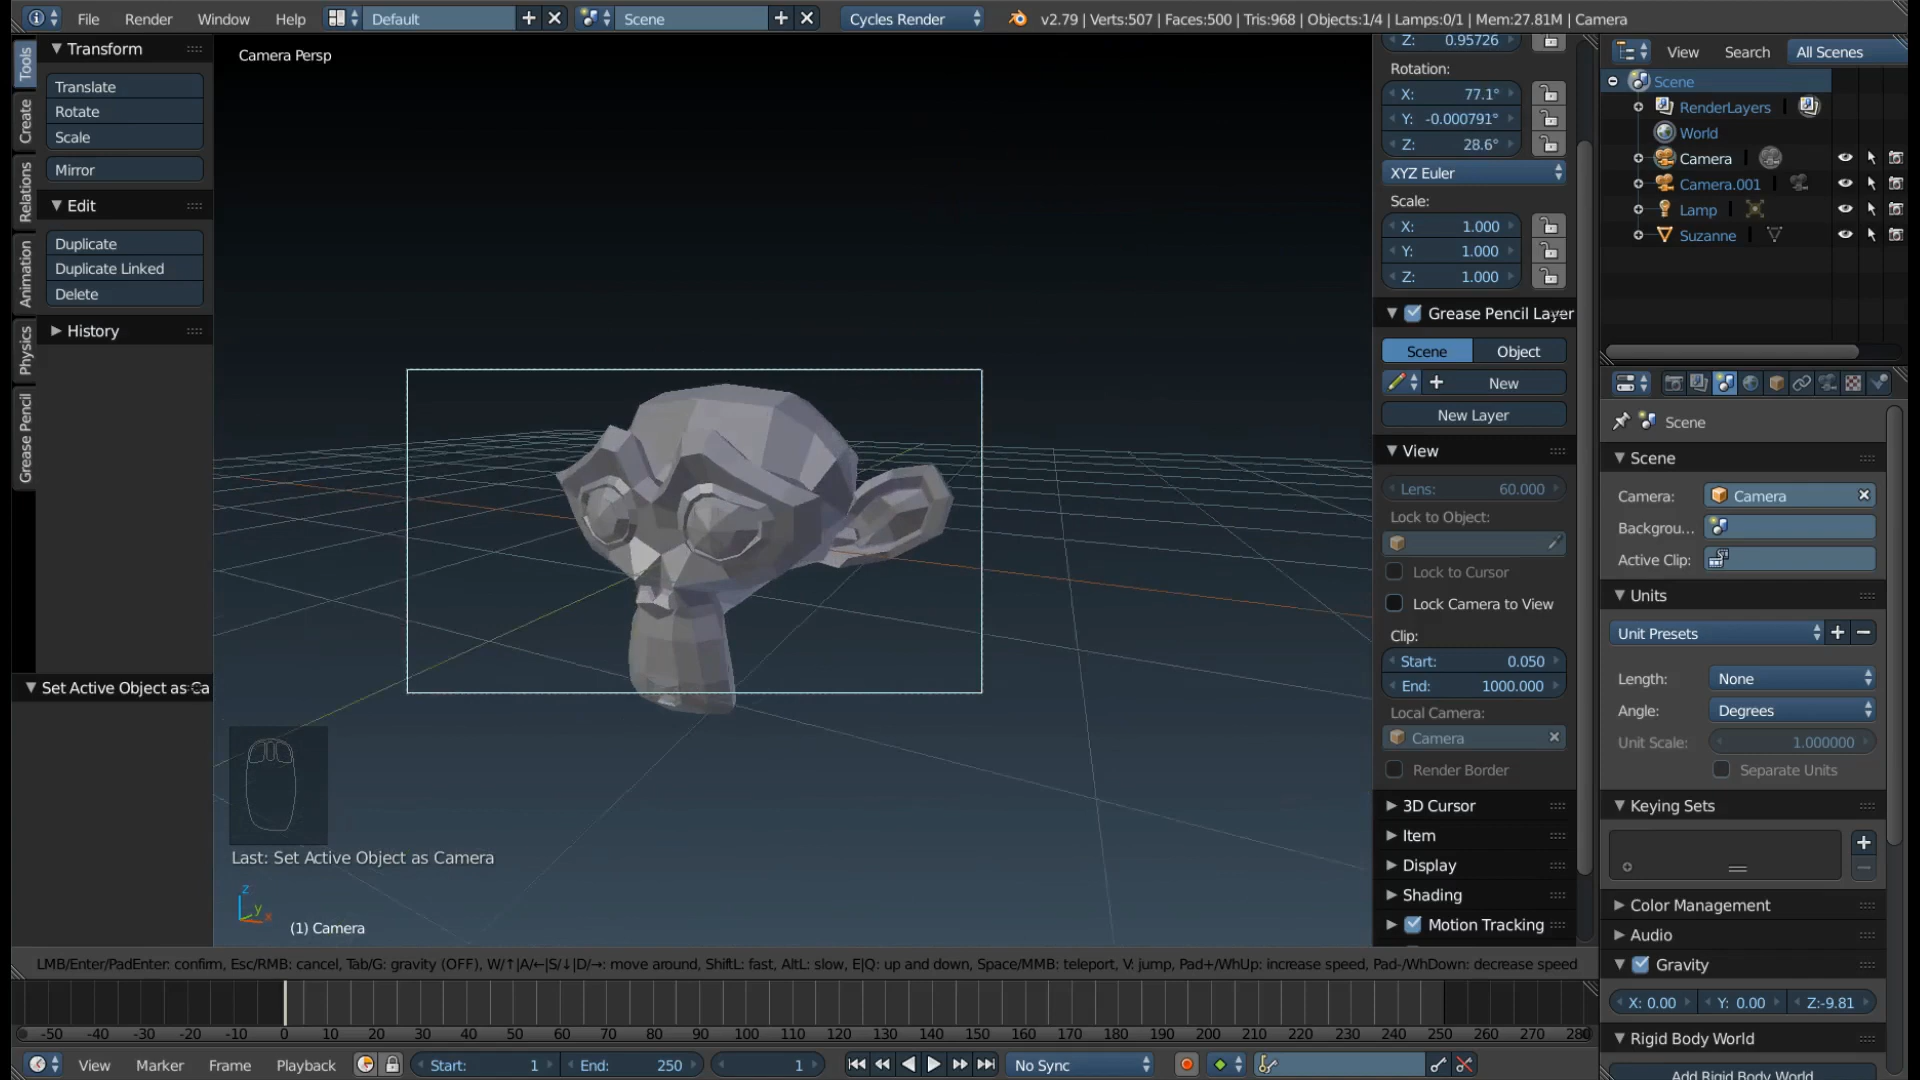 File Render Window Help Default Scene Cycles Render v2.79 | Verts:507 | Faces:500 | Tris:968 | Objects:1/4 | Lamps:0/1 | Mem:27.81M | Camera
Tools
Create
Relations
Animation
Physics
Grease Pencil
Transform
Translate
Rotate
Scale
Mirror
Edit
Duplicate
Duplicate Linked
Delete
History
Set Active Object as Ca
Camera Persp
Last: Set Active Object as Camera
z
y
x
(1) Camera
Z: 0.95726
Rotation:
X: 77.1°
Y: -0.000791°
Z: 28.6°
XYZ Euler
Scale:
X: 1.000
Y: 1.000
Z: 1.000
Grease Pencil Layer
Scene Object
New
New Layer
View
Lens: 60.000
Lock to Object:
Lock to Cursor
Lock Camera to View
Clip:
Start: 0.050
End: 1000.000
Local Camera:
Camera
Render Border
3D Cursor
Item
Display
Shading
Motion Tracking
View Search All Scenes
Scene
RenderLayers
World
Camera
Camera.001
Lamp
Suzanne
Scene
Scene
Camera: Camera
Backgrou...
Active Clip:
Units
Unit Presets
Length: None
Angle: Degrees
Unit Scale: 1.000000
Separate Units
Keying Sets
Color Management
Audio
Gravity
X: 0.00 Y: 0.00 Z:-9.81
Rigid Body World
Add Rigid Body World
LMB/Enter/PadEnter: confirm, Esc/RMB: cancel, Tab/G: gravity (OFF), W/↑|A/←|S/↓|D/→: move around, ShiftL: fast, AltL: slow, E|Q: up and down, Space/MMB: teleport, V: jump, Pad+/WhUp: increase speed, Pad-/WhDown: decrease speed
-50 -40 -30 -20 -10 0 10 20 30 40 50 60 70 80 90 100 110 120 130 140 150 160 170 180 190 200 210 220 230 240 250 260 270 280
View Marker Frame Playback Start: 1 End: 250 1 No Sync